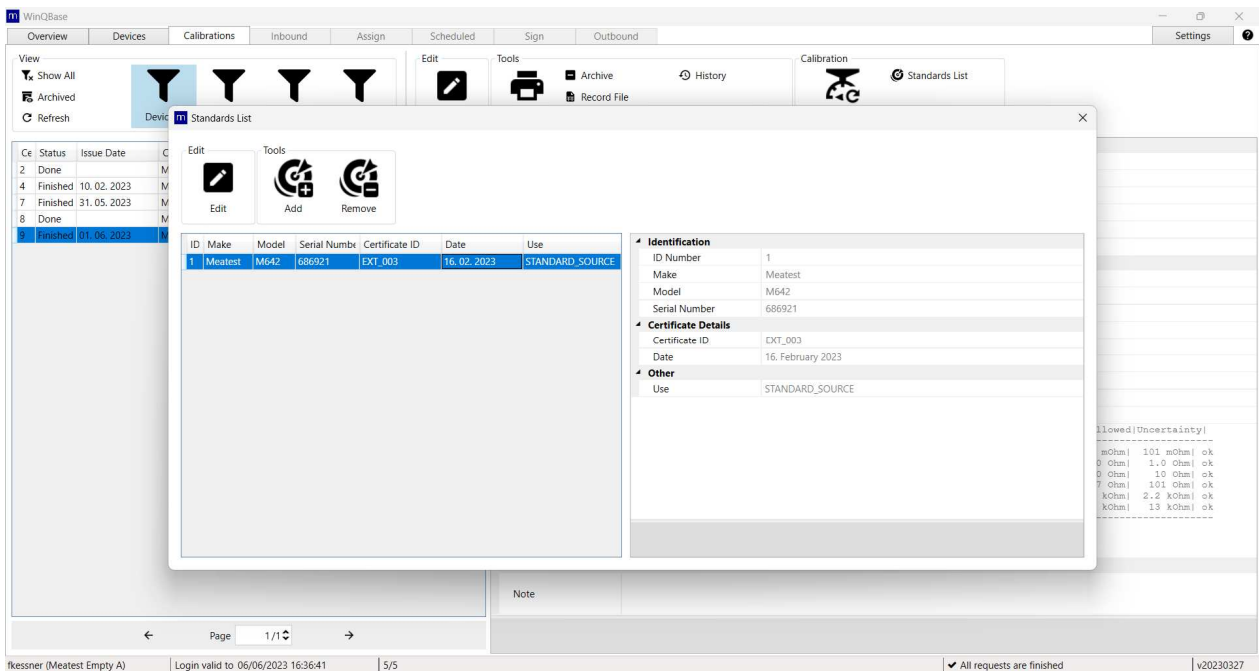 WinQBase
Overview Devices Calibrations Inbound Assign Scheduled Sign Outbound Settings
View Edit Tools Calibration
Show All Archive History Standards List
Archived Record File
Refresh
Standards List
Ce Status Issue Date
2 Done
4 Finished 10. 02. 2023
7 Finished 31. 05. 2023
8 Done
9 Finished 01. 06. 2023
Edit Tools
Edit Add Remove
ID Make Model Serial Numbe Certificate ID Date Use
1 Meatest M642 686921 EXT_003 16. 02. 2023 STANDARD_SOURCE
Identification
ID Number 1
Make Meatest
Model M642
Serial Number 686921
Certificate Details
Certificate ID EXT_003
Date 16. February 2023
Other
Use STANDARD_SOURCE
llowed|Uncertainty|
mOhm| 101 mOhm| ok
Ohm| 1.0 Ohm| ok
Ohm| 10 Ohm| ok
Ohm| 101 Ohm| ok
kOhm| 2.2 kOhm| ok
kOhm| 13 kOhm| ok
Note
Page 1/1
fkessner (Meatest Empty A) Login valid to 06/06/2023 16:36:41 5/5 All requests are finished v20230327